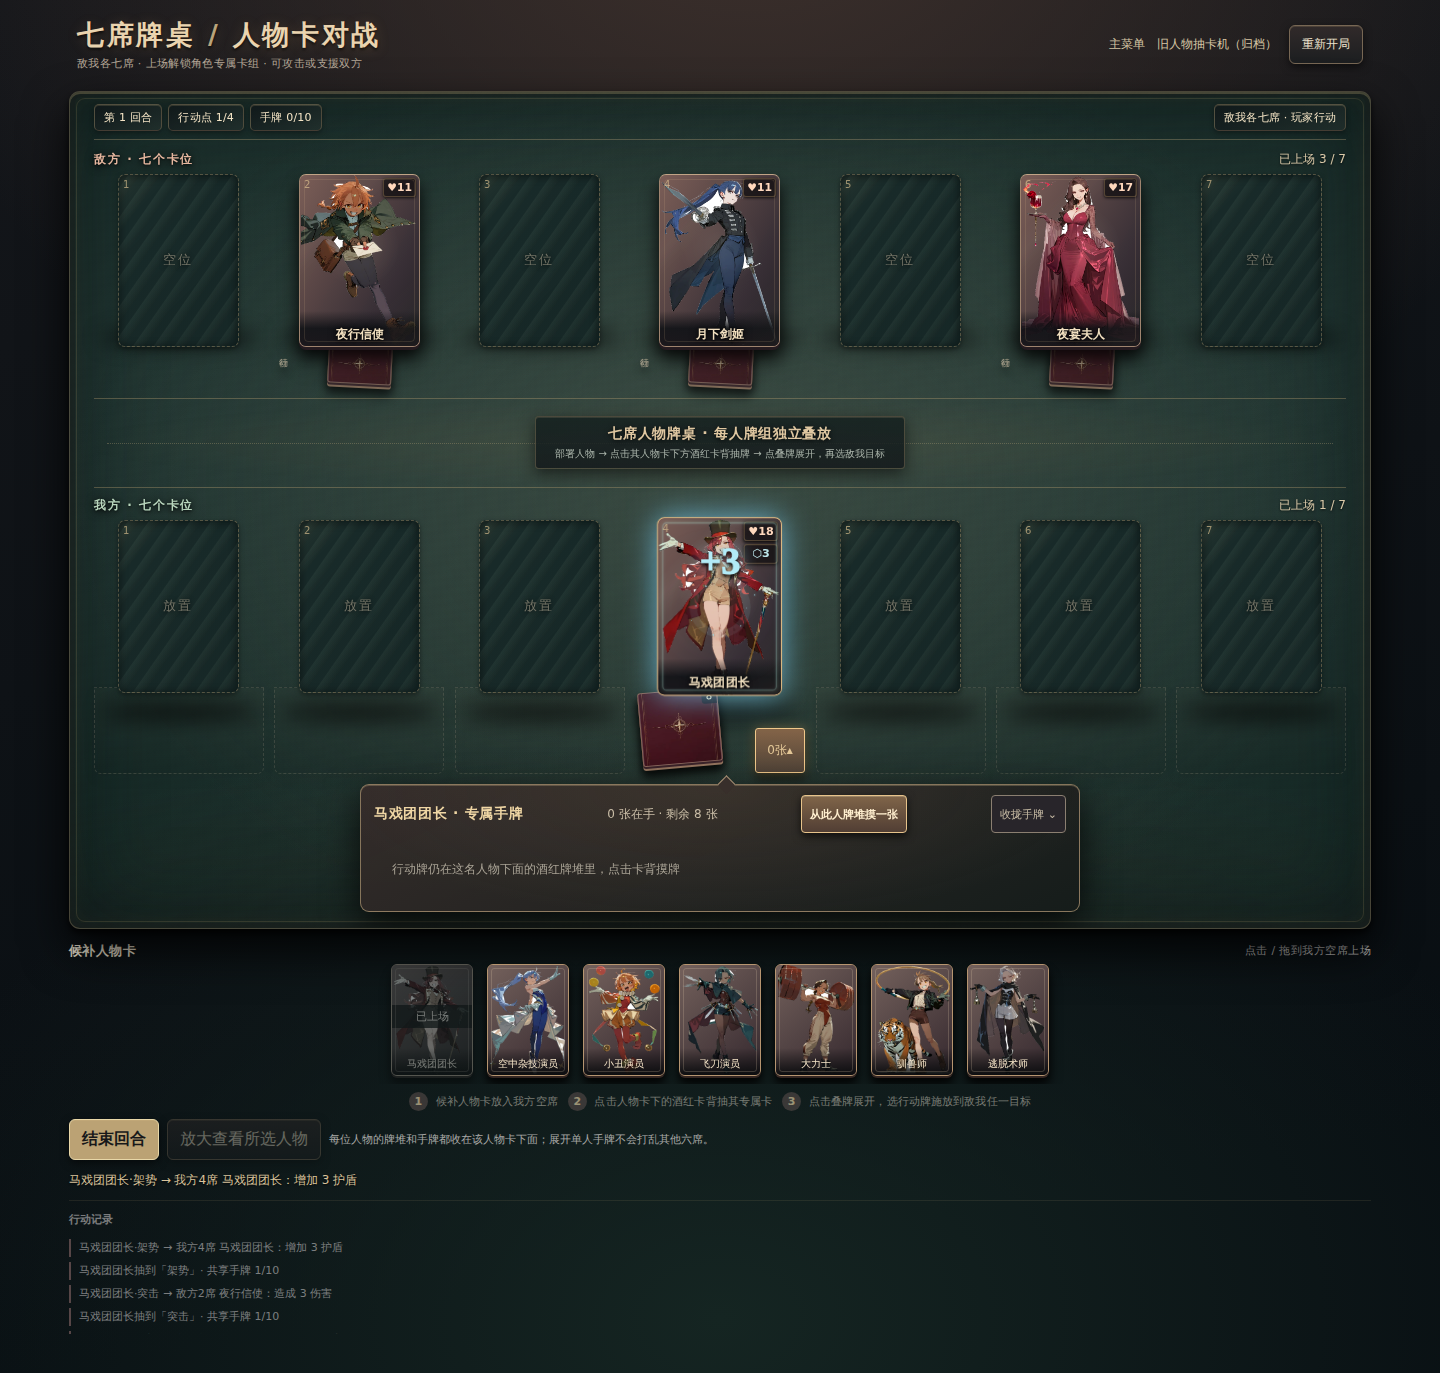 七席牌桌 / 人物卡对战
敌我各七席 · 上场解锁角色专属卡组 · 可攻击或支援双方
主菜单 旧人物抽卡机（归档） 重新开局
第 1 回合 行动点 1/4 手牌 0/10 敌我各七席 · 玩家行动
敌方 · 七个卡位 已上场 3 / 7
1 2 ♥11 3 4 ♥11 5 6 ♥17 7
空位 空位 空位 空位
夜行信使 月下剑姬 夜宴夫人
七席人物牌桌 · 每人牌组独立叠放
部署人物 → 点击其人物卡下方酒红卡背抽牌 → 点叠牌展开，再选敌我目标
我方 · 七个卡位 已上场 1 / 7
1 2 3 4 ♥18 5 6 7
+3 ⬡3
放置 放置 放置 放置 放置 放置
马戏团团长
0张▴
马戏团团长 · 专属手牌 0 张在手 · 剩余 8 张 从此人牌堆摸一张 收拢手牌 ⌄
行动牌仍在这名人物下面的酒红牌堆里，点击卡背摸牌
候补人物卡 点击 / 拖到我方空席上场
已上场
马戏团团长 空中杂技演员 小丑演员 飞刀演员 大力士 驯兽师 逃脱术师
1 候补人物卡放入我方空席 2 点击人物卡下的酒红卡背抽其专属卡 3 点击叠牌展开，选行动牌施放到敌我任一目标
结束回合 放大查看所选人物 每位人物的牌堆和手牌都收在该人物卡下面；展开单人手牌不会打乱其他六席。
马戏团团长·架势 → 我方4席 马戏团团长：增加 3 护盾
行动记录
马戏团团长·架势 → 我方4席 马戏团团长：增加 3 护盾
马戏团团长抽到「架势」· 共享手牌 1/10
马戏团团长·突击 → 敌方2席 夜行信使：造成 3 伤害
马戏团团长抽到「突击」· 共享手牌 1/10